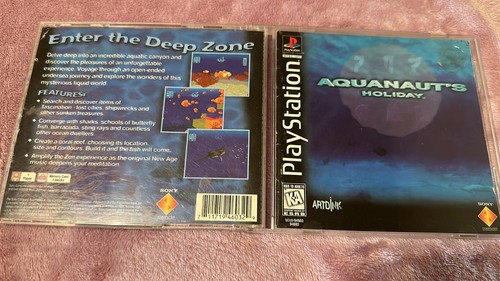 Enter the Deep Zone
Delve deep into an incredible aquatic canyon and
discover the pleasures of an unforgettable
experience. Voyage through an open-ended
undersea journey and explore the wonders of this
mysterious liquid world.
FEATURES:
• Search and discover items of
fascination - lost cities, shipwrecks and
other sunken treasures.
• Converge with sharks, schools of butterfly
fish, barracuda, sting rays and countless
other ocean dwellers.
• Create a coral reef, choosing its location,
size and contours. Build it and the fish will come.
• Amplify the Zen experience as the original New Age
music deepens your meditation.
SONY
7 11719 46032
PlayStation
PlayStation
AQUANAUT'S
HOLIDAY.
K-A
ESRB
ARTDINK
SONY